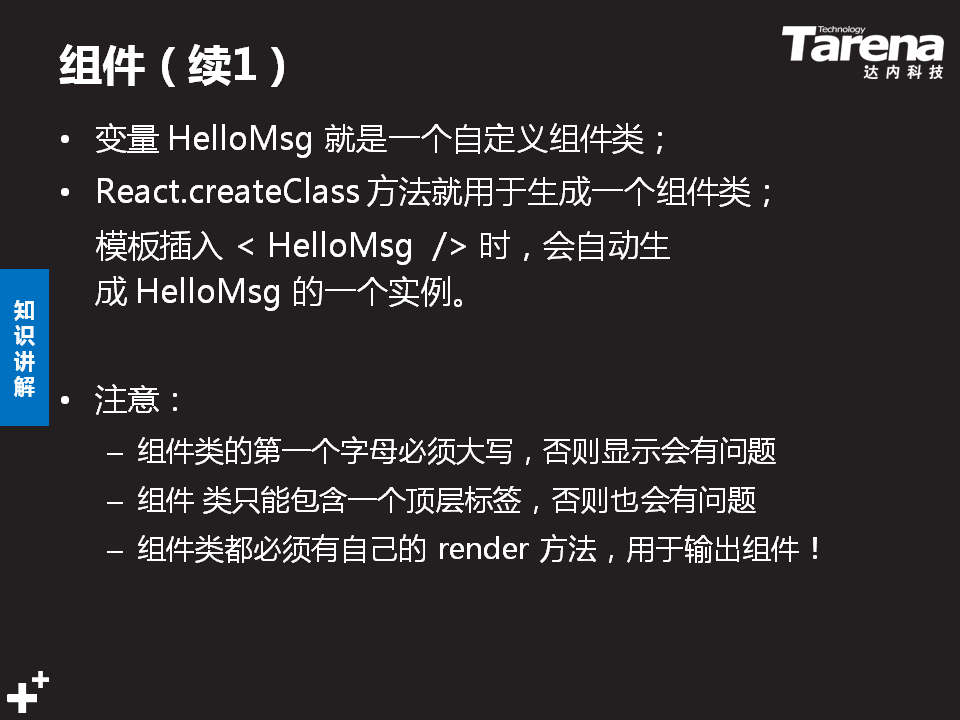 组件（续1）
Technology
Tarena
达内科技
• 变量 HelloMsg 就是一个自定义组件类；
• React.createClass 方法就用于生成一个组件类；
模板插入 < HelloMsg  /> 时，会自动生
成 HelloMsg 的一个实例。
知识讲解
• 注意：
– 组件类的第一个字母必须大写，否则显示会有问题
– 组件 类只能包含一个顶层标签，否则也会有问题
– 组件类都必须有自己的 render 方法，用于输出组件！